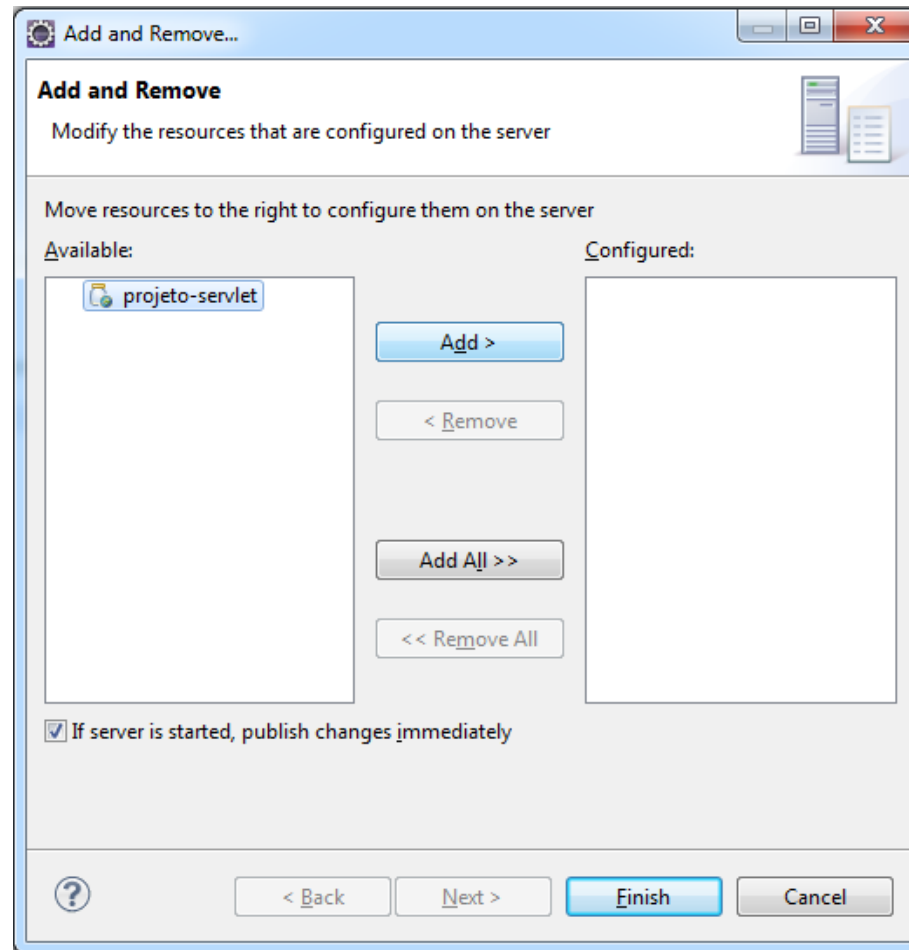 Add and Remove...
Add and Remove
Modify the resources that are configured on the server
Move resources to the right to configure them on the server
Available:
Configured:
projeto-servlet
Add >
< Remove
Add All >>
<< Remove All
If server is started, publish changes immediately
< Back
Next >
Finish
Cancel